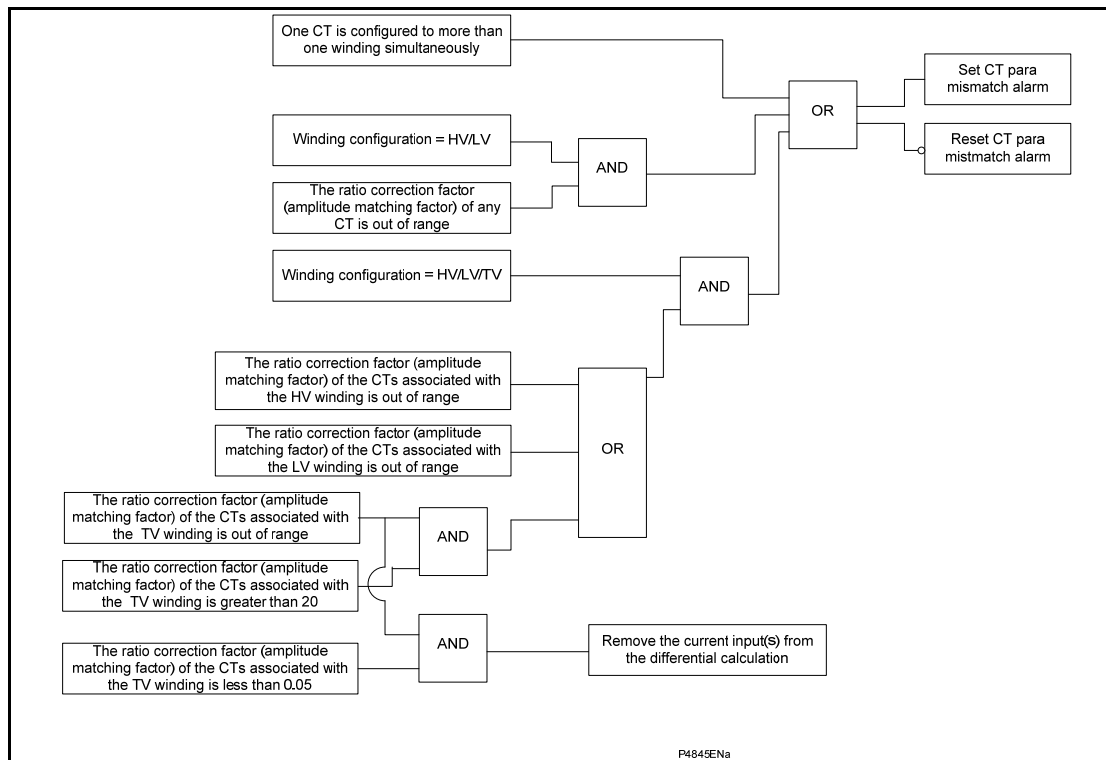 One CT is configured to more than
one winding simultaneously
Set CT para
mismatch alarm
OR
Reset CT para
mistmatch alarm
Winding configuration = HV/LV
AND
The ratio correction factor
(amplitude matching factor) of any
CT is out of range
Winding configuration = HV/LV/TV
AND
The ratio correction factor (amplitude
matching factor) of the CTs associated with
the HV winding is out of range
OR
The ratio correction factor (amplitude
matching factor) of the CTs associated with
the LV winding is out of range
The ratio correction factor (amplitude
matching factor) of the CTs associated with
the TV winding is out of range
AND
The ratio correction factor (amplitude
matching factor) of the CTs associated with
the TV winding is greater than 20
AND
Remove the current input(s) from
the differential calculation
The ratio correction factor (amplitude
matching factor) of the CTs associated with
the TV winding is less than 0.05
P4845ENa